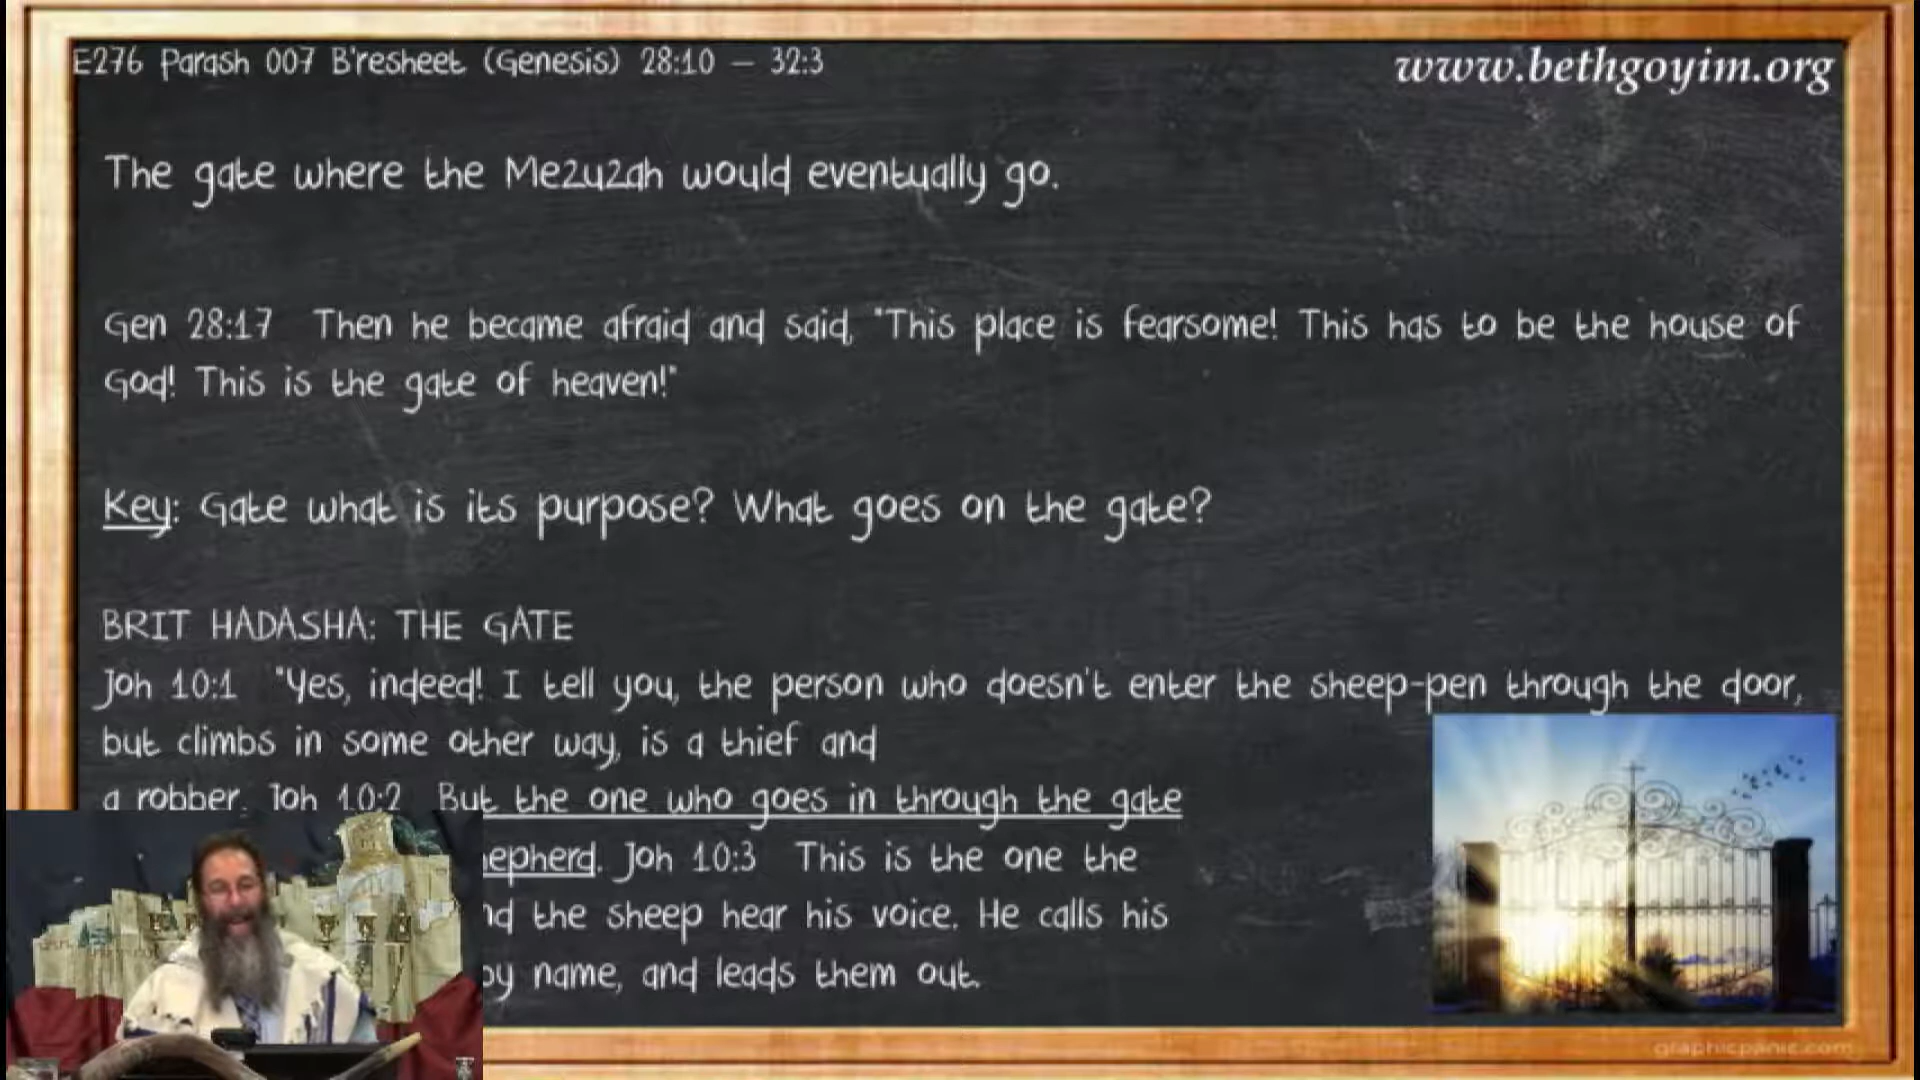 E276 Parash 007 B'resheet (Genesis) 28:10 – 32:3
www.bethgoyim.org
The gate where the Mezuzah would eventually go.
Gen 28:17 Then he became afraid and said, "This place is fearsome! This has to be the house of
God! This is the gate of heaven!"
Key: Gate what is its purpose? What goes on the gate?
BRIT HADASHA: THE GATE
Joh 10:1 "Yes, indeed! I tell you, the person who doesn't enter the sheep-pen through the door,
but climbs in some other way, is a thief and
a robber. Joh 10:2 But the one who goes in through the gate
epherd. Joh 10:3 This is the one the
nd the sheep hear his voice. He calls his
by name, and leads them out.
graphicpanic.com